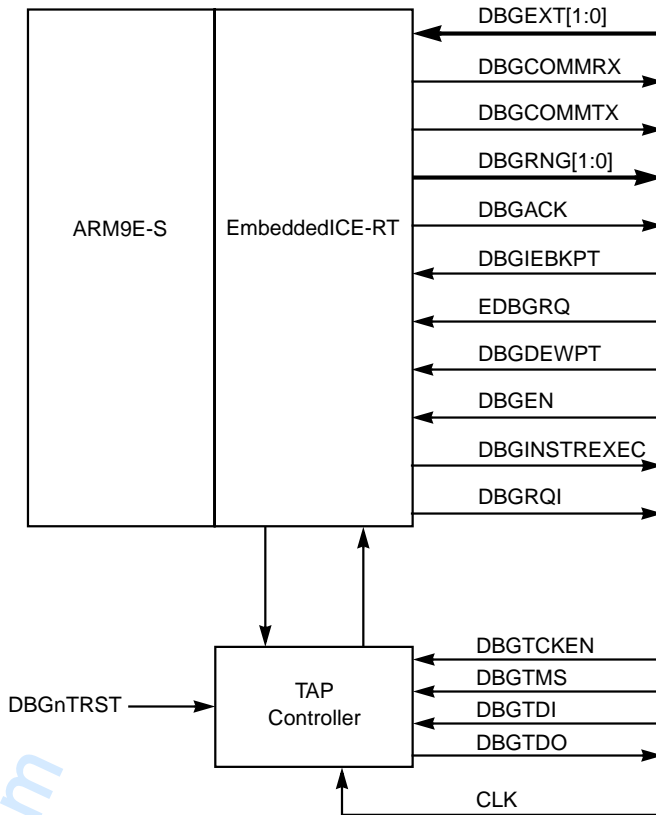 DBGEXT[1:0]
DBGCOMMRX
DBGCOMMTX
DBGRNG[1:0]
ARM9E-S
EmbeddedICE-RT
DBGACK
DBGIEBKPT
EDBGRQ
DBGDEWPT
DBGEN
DBGINSTREXEC
DBGRQI
DBGTCKEN
DBGTMS
DBGnTRST
TAP
Controller
DBGTDI
DBGTDO
CLK
m